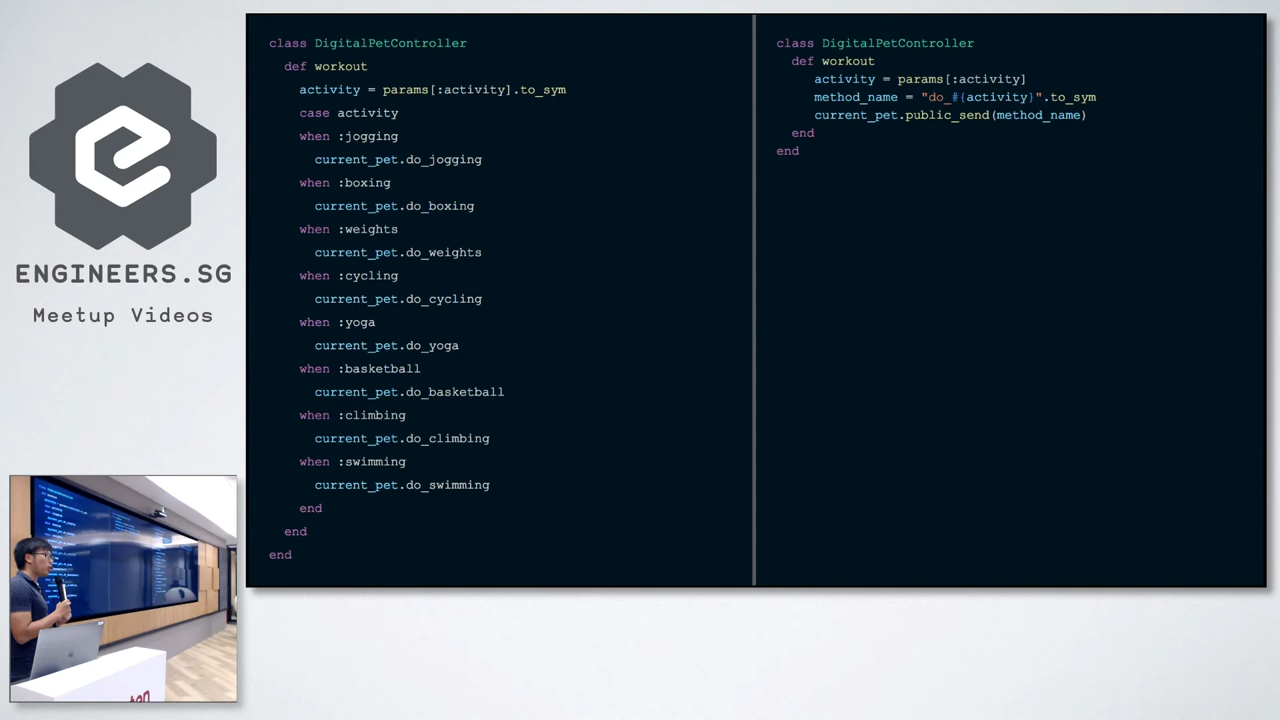 ENGINEERS.SG
Meetup Videos
class DigitalPetController
def workout
activity = params[:activity].to_sym
case activity
when :jogging
current_pet.do_jogging
when :boxing
current_pet.do_boxing
when :weights
current_pet.do_weights
when :cycling
current_pet.do_cycling
when :yoga
current_pet.do_yoga
when :basketball
current_pet.do_basketball
when :climbing
current_pet.do_climbing
when :swimming
current_pet.do_swimming
end
end
end
class DigitalPetController
def workout
activity = params[:activity]
method_name = "do_#{activity}".to_sym
current_pet.public_send(method_name)
end
end